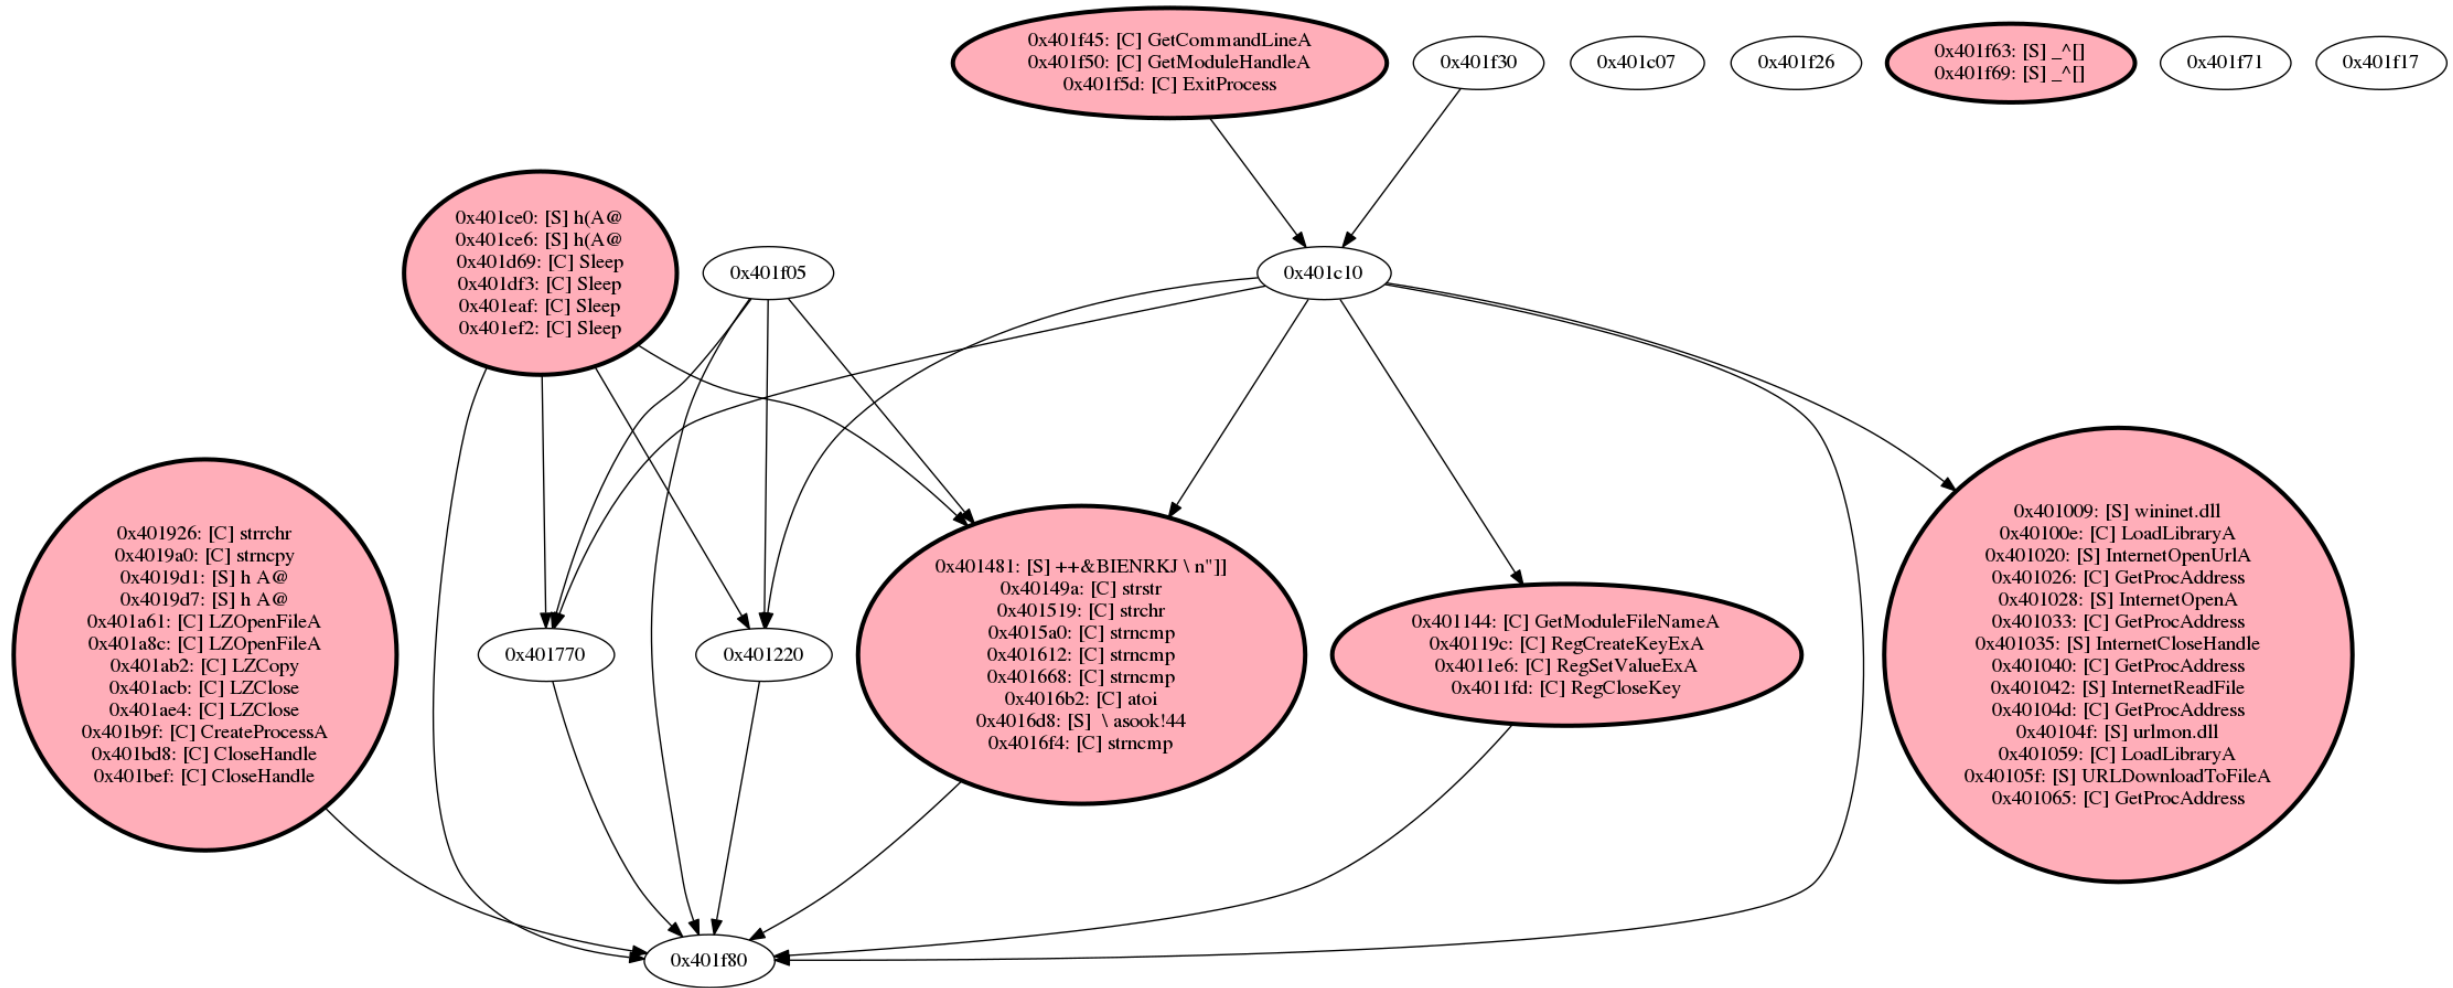 0x401f45: [C] GetCommandLineA
0x401f50: [C] GetModuleHandleA
0x401f5d: [C] ExitProcess
0x401f30
0x401c07
0x401f26
0x401f63: [S] _^[]
0x401f69: [S] _^[]
0x401f71
0x401f17
0x401ce0: [S] h(A@
0x401ce6: [S] h(A@
0x401d69: [C] Sleep
0x401df3: [C] Sleep
0x401eaf: [C] Sleep
0x401ef2: [C] Sleep
0x401f05
0x401c10
0x401926: [C] strrchr
0x4019a0: [C] strncpy
0x4019d1: [S] h A@
0x4019d7: [S] h A@
0x401a61: [C] LZOpenFileA
0x401a8c: [C] LZOpenFileA
0x401ab2: [C] LZCopy
0x401acb: [C] LZClose
0x401ae4: [C] LZClose
0x401b9f: [C] CreateProcessA
0x401bd8: [C] CloseHandle
0x401bef: [C] CloseHandle
0x401770
0x401220
0x401481: [S] ++&BIENRKJ \ n"]]
0x40149a: [C] strstr
0x401519: [C] strchr
0x4015a0: [C] strncmp
0x401612: [C] strncmp
0x401668: [C] strncmp
0x4016b2: [C] atoi
0x4016d8: [S]  \ asook!44
0x4016f4: [C] strncmp
0x401144: [C] GetModuleFileNameA
0x40119c: [C] RegCreateKeyExA
0x4011e6: [C] RegSetValueExA
0x4011fd: [C] RegCloseKey
0x401009: [S] wininet.dll
0x40100e: [C] LoadLibraryA
0x401020: [S] InternetOpenUrlA
0x401026: [C] GetProcAddress
0x401028: [S] InternetOpenA
0x401033: [C] GetProcAddress
0x401035: [S] InternetCloseHandle
0x401040: [C] GetProcAddress
0x401042: [S] InternetReadFile
0x40104d: [C] GetProcAddress
0x40104f: [S] urlmon.dll
0x401059: [C] LoadLibraryA
0x40105f: [S] URLDownloadToFileA
0x401065: [C] GetProcAddress
0x401f80